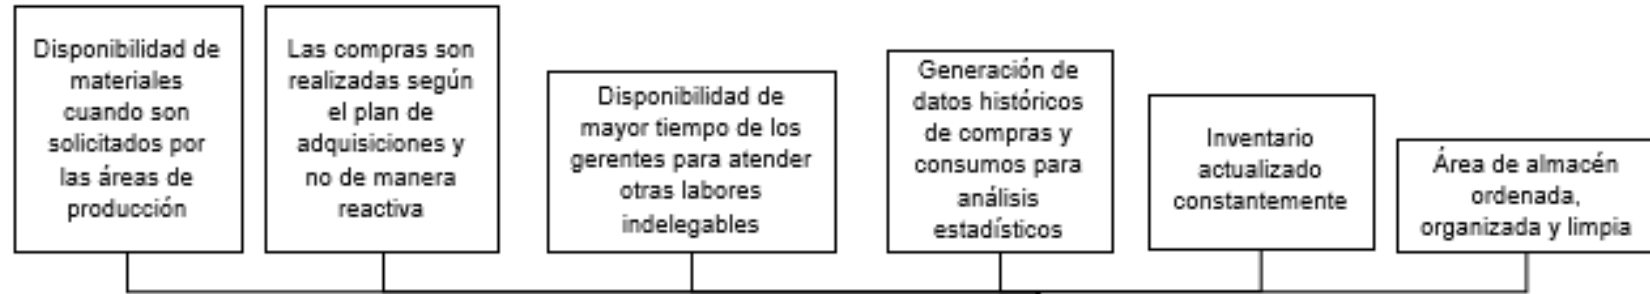 Disponibilidad de
materiales
cuando son
solicitados por
las áreas de
producción
Las compras son
realizadas según
el plan de
adquisiciones y
no de manera
reactiva
Disponibilidad de
mayor tiempo de los
gerentes para atender
otras labores
indelegables
Generación de
datos históricos
de compras y
consumos para
análisis
estadísticos
Inventario
actualizado
constantemente
Área de almacén
ordenada,
organizada y limpia